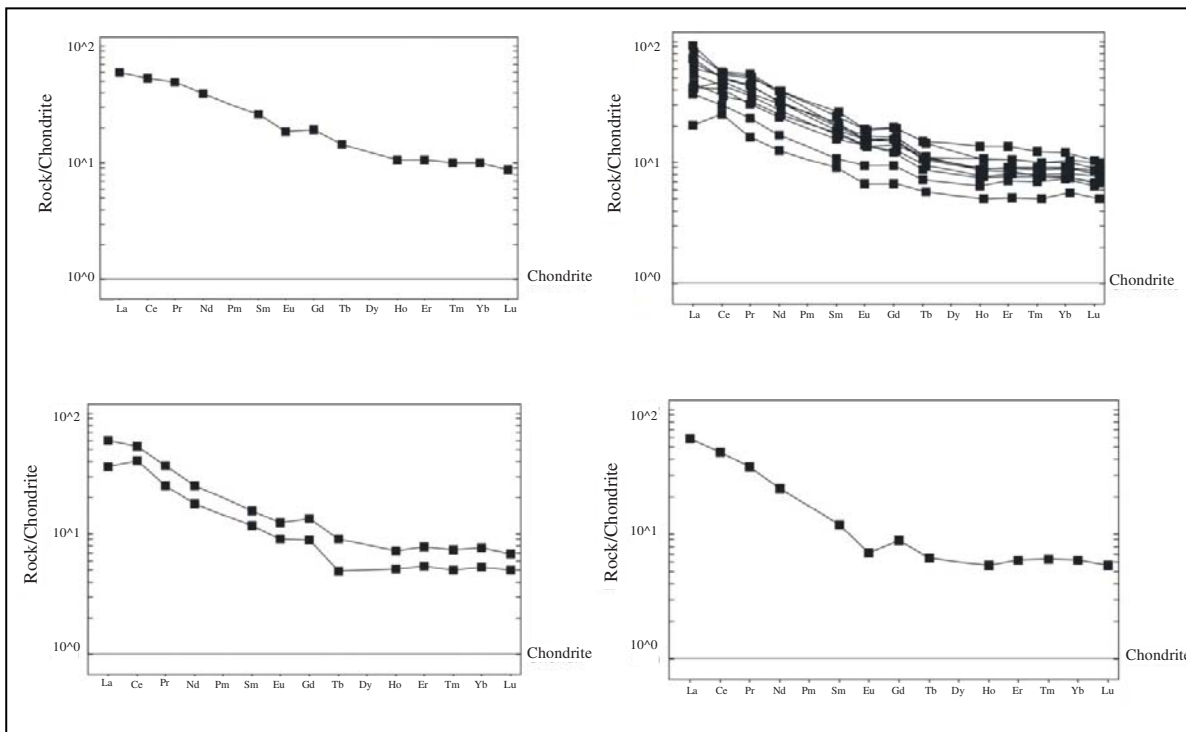 10^2
Rock/Chondrite
10^1
10^0
Chondrite
La Ce Pr Nd Pm Sm Eu Gd Tb Dy Ho Er Tm Yb Lu
10^2
Rock/Chondrite
10^1
10^0
Chondrite
La Ce Pr Nd Pm Sm Eu Gd Tb Dy Ho Er Tm Yb Lu
10^2
Rock/Chondrite
10^1
10^0
Chondrite
La Ce Pr Nd Pm Sm Eu Gd Tb Dy Ho Er Tm Yb Lu
10^2
Rock/Chondrite
10^1
10^0
Chondrite
La Ce Pr Nd Pm Sm Eu Gd Tb Dy Ho Er Tm Yb Lu